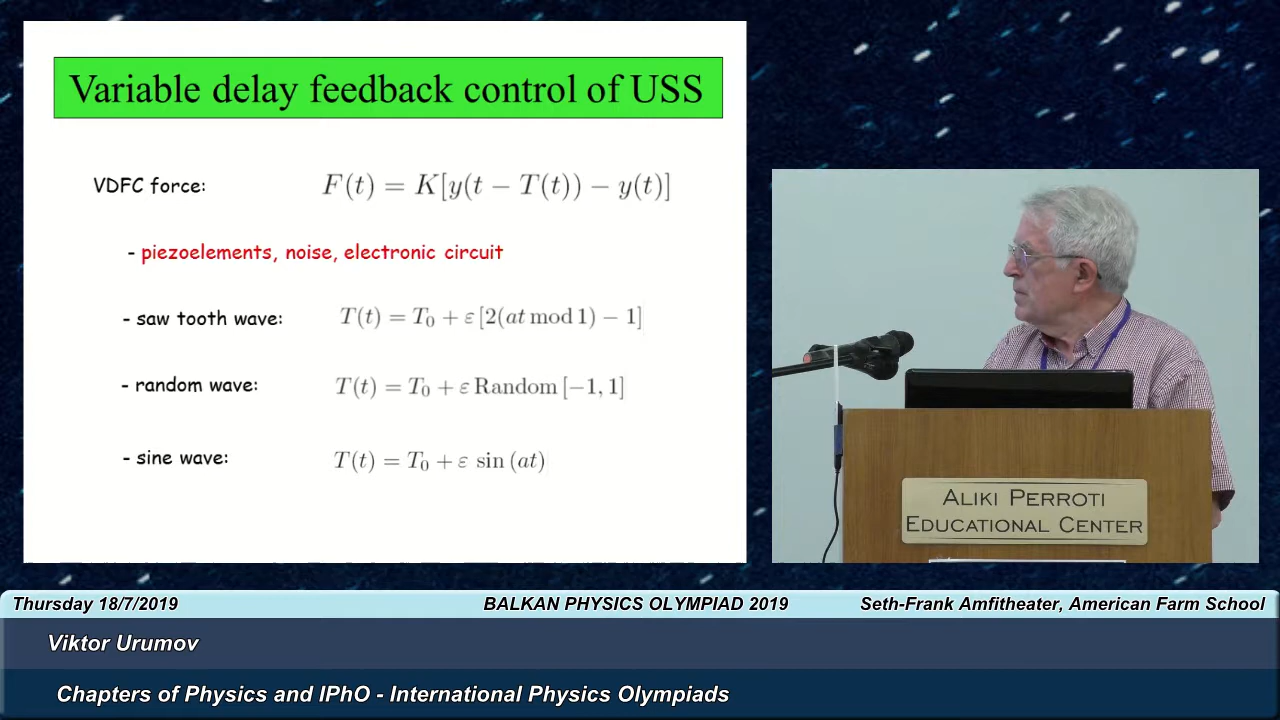 Variable delay feedback control of USS
VDFC force: F(t) = K[y(t − T(t)) − y(t)]
- piezoelements, noise, electronic circuit
- saw tooth wave: T(t) = T₀ + ε [2(at mod 1) − 1]
- random wave: T(t) = T₀ + ε Random [−1, 1]
- sine wave: T(t) = T₀ + ε sin (at)
ALIKI PERROTI
EDUCATIONAL CENTER
Thursday 18/7/2019 BALKAN PHYSICS OLYMPIAD 2019 Seth-Frank Amfitheater, American Farm School
Viktor Urumov
Chapters of Physics and IPhO - International Physics Olympiads